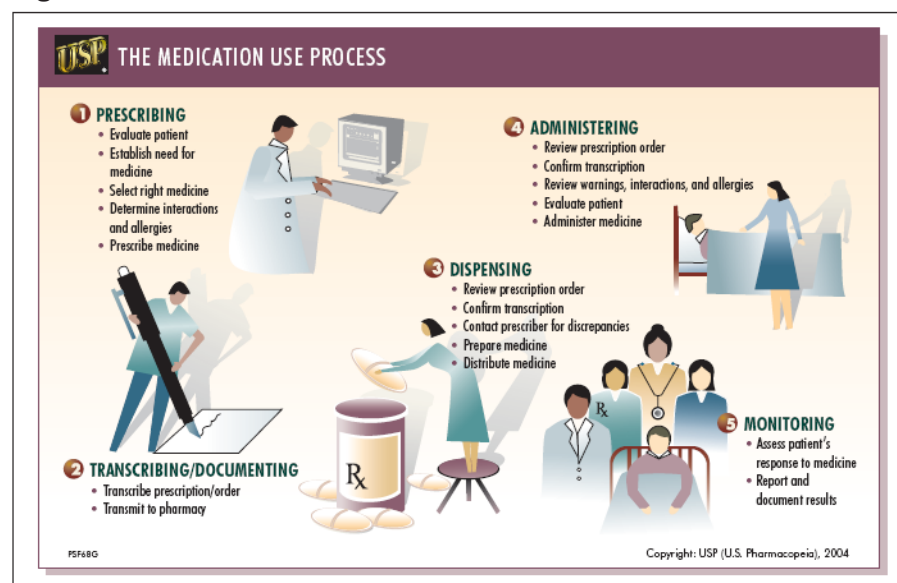 USP
THE MEDICATION USE PROCESS
1 PRESCRIBING
• Evaluate patient
• Establish need for
medicine
• Select right medicine
• Determine interactions
and allergies
• Prescribe medicine
2 TRANSCRIBING/DOCUMENTING
• Transcribe prescription/order
• Transmit to pharmacy
3 DISPENSING
• Review prescription order
• Confirm transcription
• Contact prescriber for discrepancies
• Prepare medicine
• Distribute medicine
Rx
4 ADMINISTERING
• Review prescription order
• Confirm transcription
• Review warnings, interactions, and allergies
• Evaluate patient
• Administer medicine
Rx
5 MONITORING
• Assess patient's
response to medicine
• Report and
document results
PSF68G
Copyright: USP (U.S. Pharmacopeia), 2004